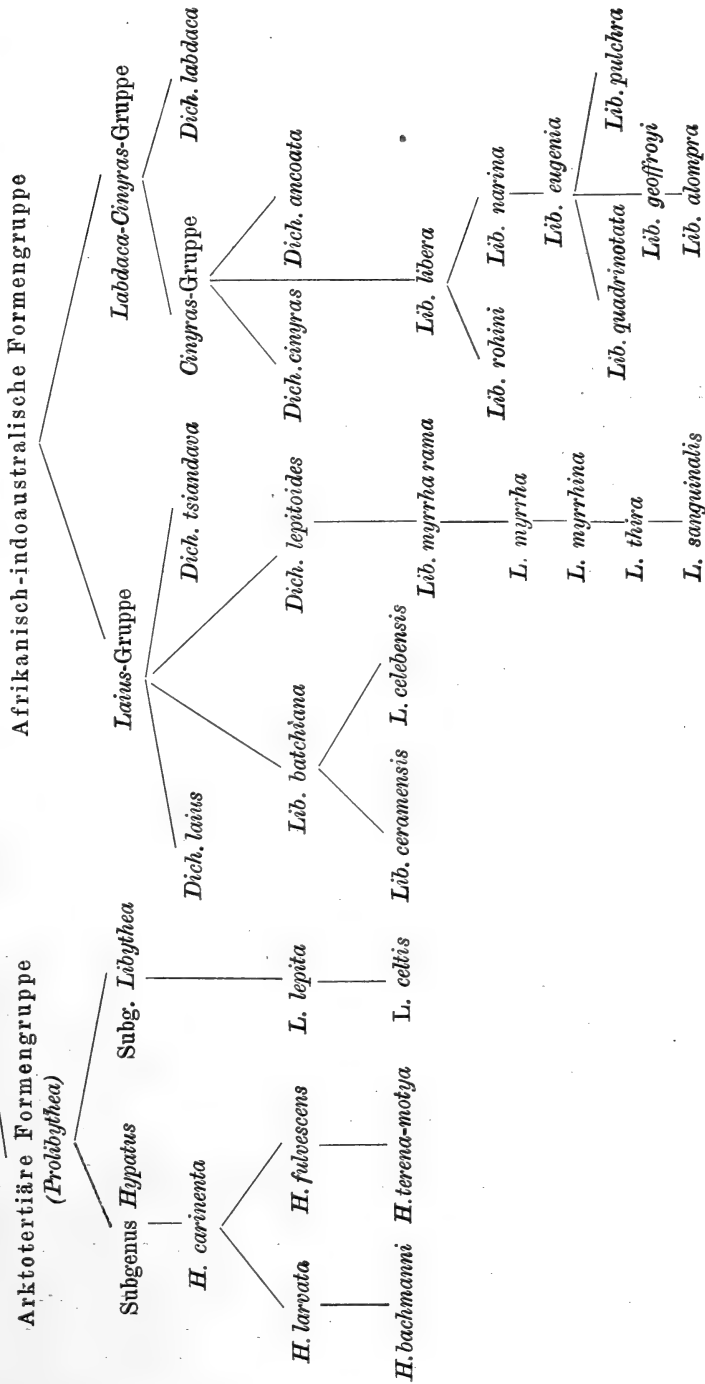 Afrikanisch-indoaustralische Formengruppe
Arktotertiäre Formengruppe
(Prolibythea)
Subgenus Hypatus Subg. Libythea Laius-Gruppe Labdaca-Cinyras-Gruppe
H. carinenta Dich. laius Dich. tsiandava Cinyras-Gruppe Dich. labdaca
H. larvata H. fulvescens L. lepita Lib. batchiana Dich. lepitoides Dich. cinyras Dich. ancoata
H. bachmanni H. terena-motya L. celtis Lib. ceramensis L. celebensis Lib. myrrha rama Lib. libera
L. myrrha Lib. rohini Lib. narina
L. myrrhina Lib. eugenia
L. thira Lib. quadrinotata Lib. geoffroyi Lib. pulchra
L. sanguinalis Lib. alompra